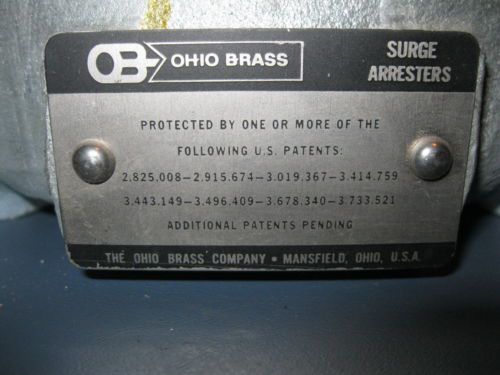 OB OHIO BRASS
SURGE
ARRESTERS
PROTECTED BY ONE OR MORE OF THE
FOLLOWING U.S. PATENTS:
2.825.008—2.915.674—3.019.367—3.414.759
3.443.149—3.496.409—3.678.340—3.733.521
ADDITIONAL PATENTS PENDING
THE OHIO BRASS COMPANY • MANSFIELD, OHIO, U.S.A.